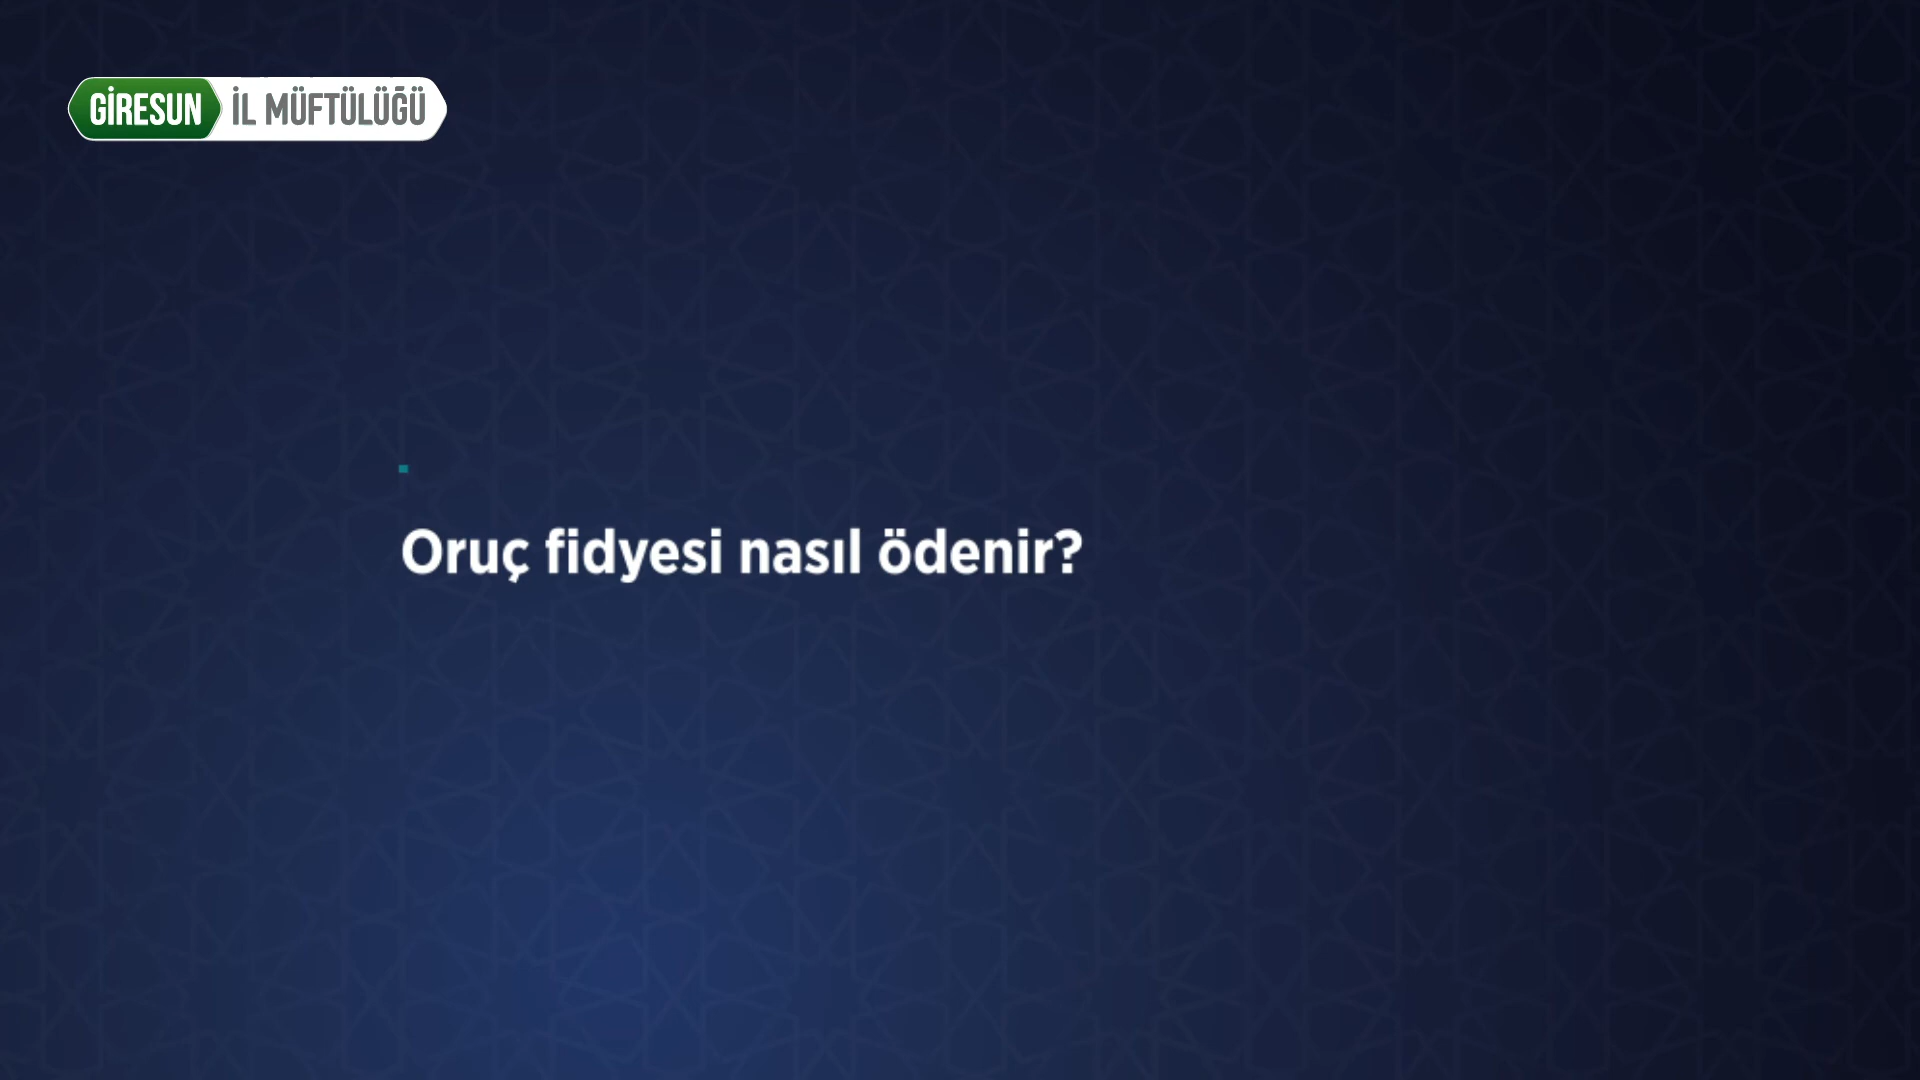 GİRESUN İL MÜFTÜLÜĞÜ
Oruç fidyesi nasıl ödenir?